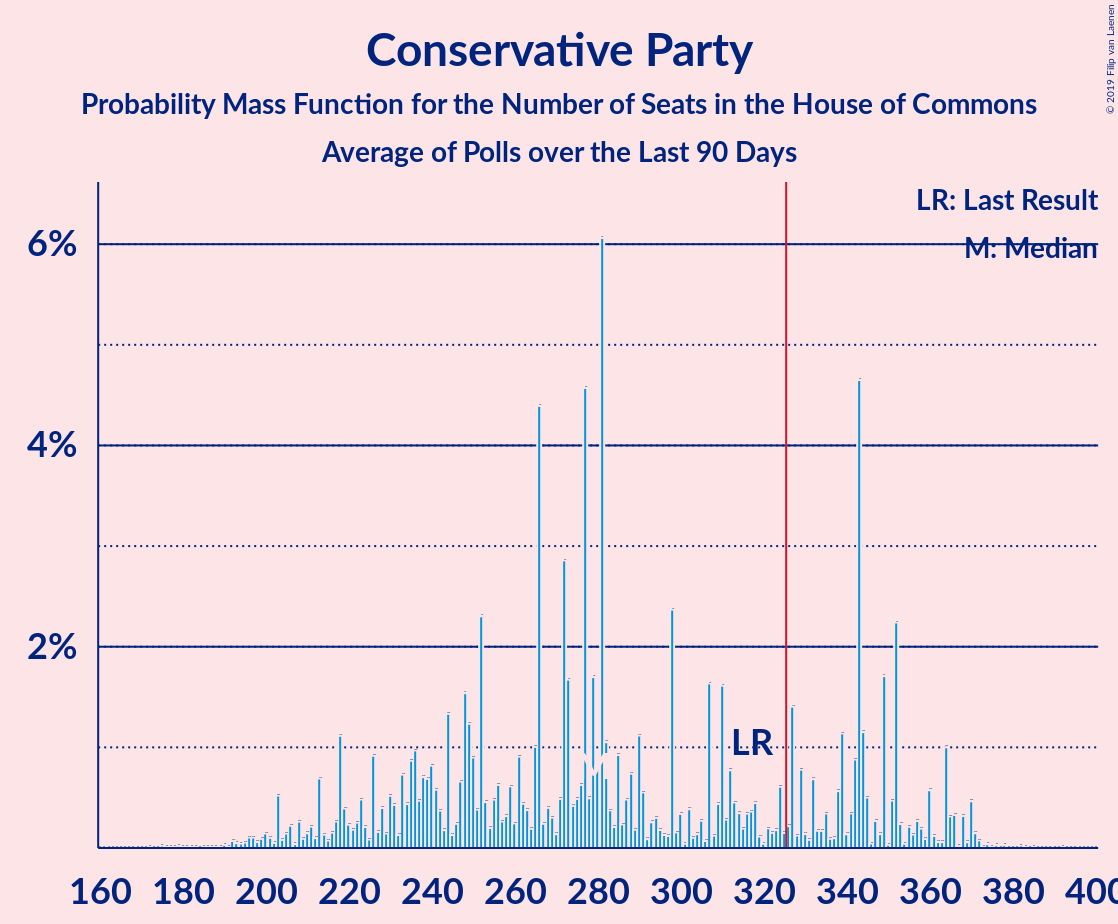 Conservative Party
Probability Mass Function for the Number of Seats in the House of Commons
Average of Polls over the Last 90 Days
© 2019 Filip van Laenen
LR: Last Result
M: Median
6%
4%
2%
LR
160 180 200 220 240 260 280 300 320 340 360 380 400